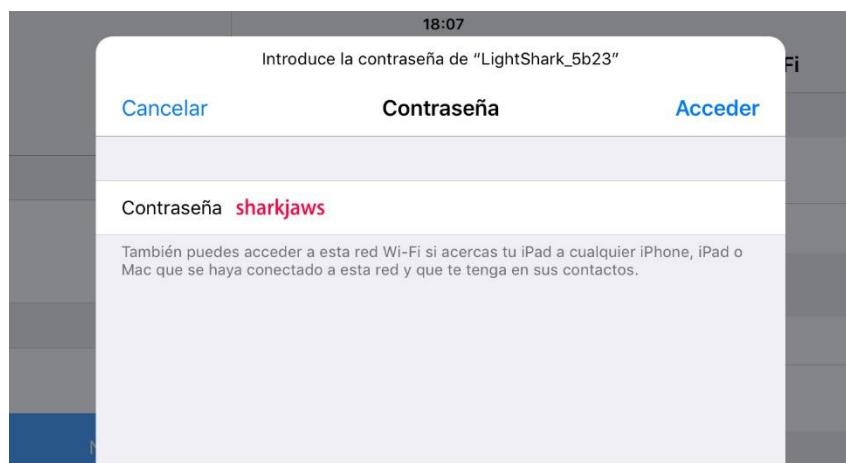 18:07
Introduce la contraseña de “LightShark_5b23”
Fi
Cancelar
Contraseña
Acceder
Contraseña sharkjaws
También puedes acceder a esta red Wi-Fi si acercas tu iPad a cualquier iPhone, iPad o
Mac que se haya conectado a esta red y que te tenga en sus contactos.